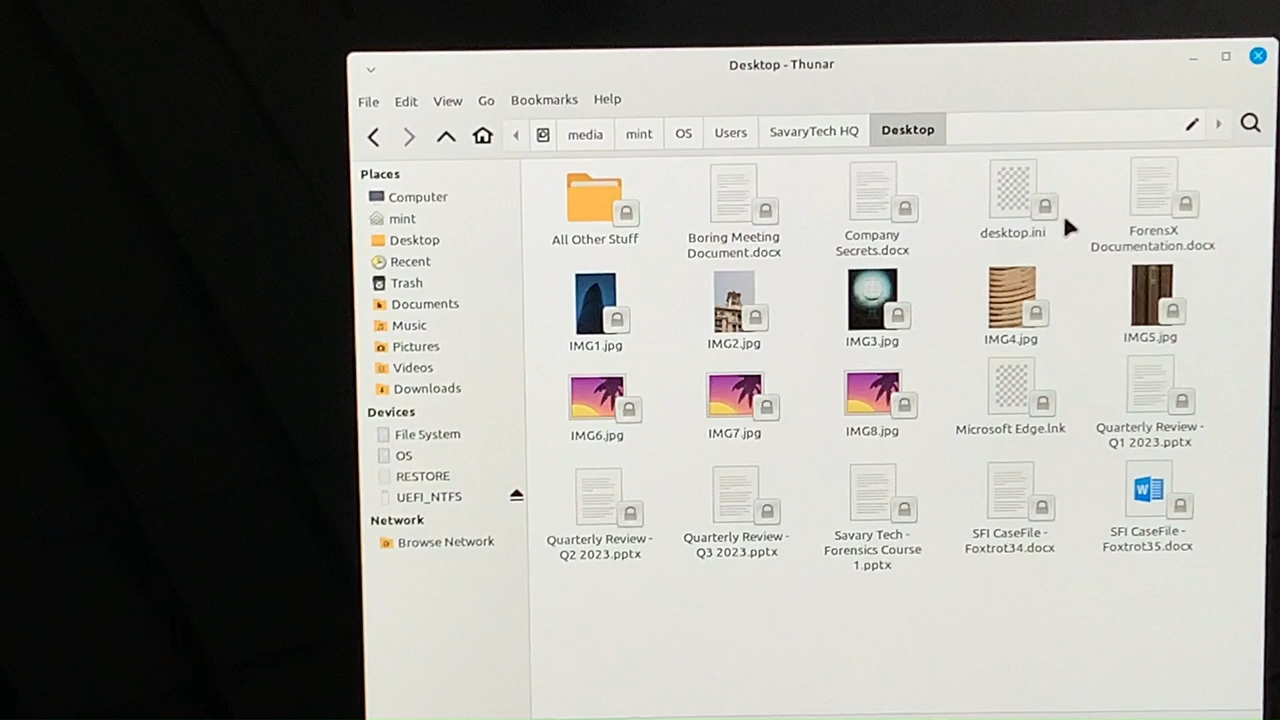 Desktop - Thunar
File Edit View Go Bookmarks Help
media mint OS Users SavaryTech HQ Desktop
Places
Computer
mint
Desktop
Recent
Trash
Documents
Music
Pictures
Videos
Downloads
Devices
File System
OS
RESTORE
UEFI_NTFS
Network
Browse Network
All Other Stuff
Boring Meeting
Document.docx
Company
Secrets.docx
desktop.ini
ForensX
Documentation.docx
IMG1.jpg
IMG2.jpg
IMG3.jpg
IMG4.jpg
IMG5.jpg
IMG6.jpg
IMG7.jpg
IMG8.jpg
Microsoft Edge.lnk
Quarterly Review -
Q1 2023.pptx
Quarterly Review -
Q2 2023.pptx
Quarterly Review -
Q3 2023.pptx
Savary Tech -
Forensics Course
1.pptx
SFI CaseFile -
Foxtrot34.docx
W
SFI CaseFile -
Foxtrot35.docx